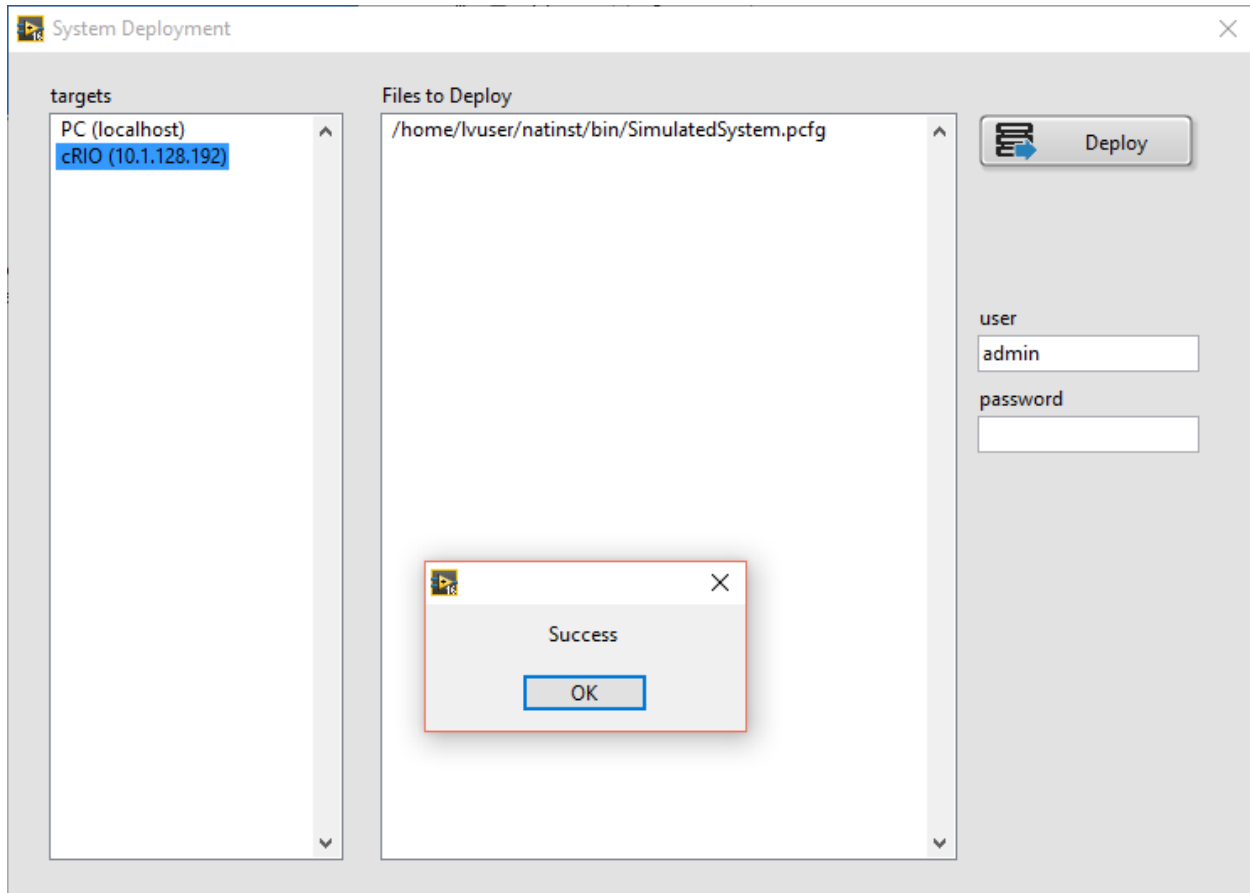 System Deployment
targets
PC (localhost)
cRIO (10.1.128.192)
Files to Deploy
/home/lvuser/natinst/bin/SimulatedSystem.pcfg
Deploy
user
admin
password
Success
OK